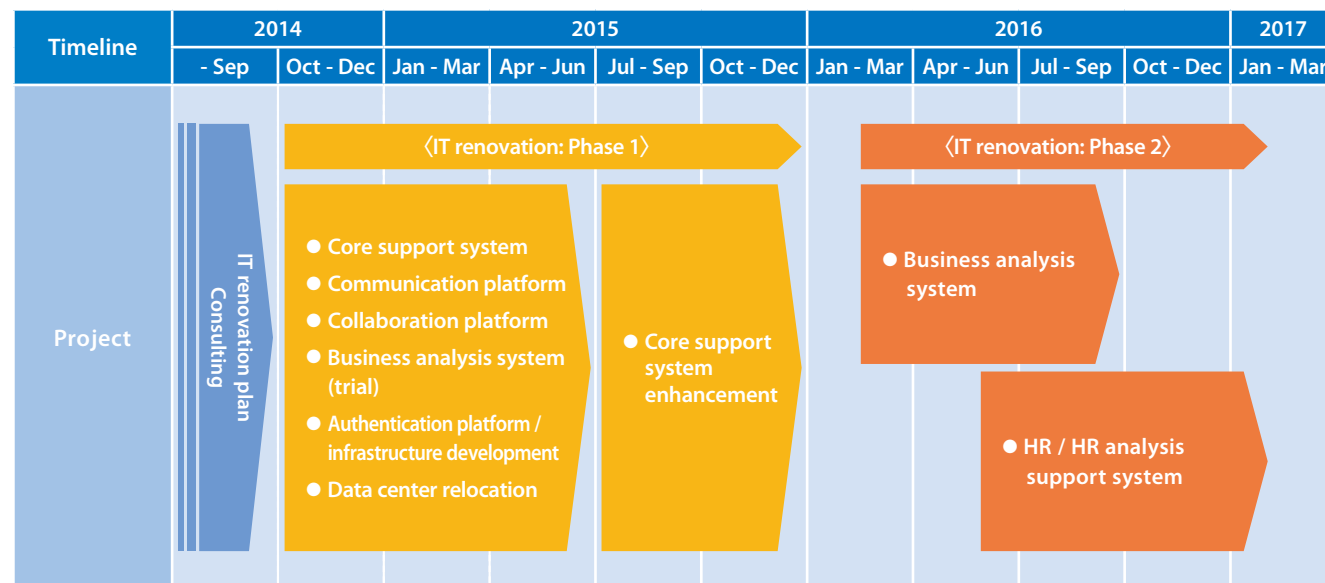 Timeline
2014
2015
2016
2017
- Sep
Oct - Dec
Jan - Mar
Apr - Jun
Jul - Sep
Oct - Dec
Jan - Mar
Apr - Jun
Jul - Sep
Oct - Dec
Jan - Mar
Project
IT renovation plan
Consulting
〈IT renovation: Phase 1〉
● Core support system
● Communication platform
● Collaboration platform
● Business analysis system
(trial)
● Authentication platform /
infrastructure development
● Data center relocation
● Core support
system
enhancement
〈IT renovation: Phase 2〉
● Business analysis
system
● HR / HR analysis
support system